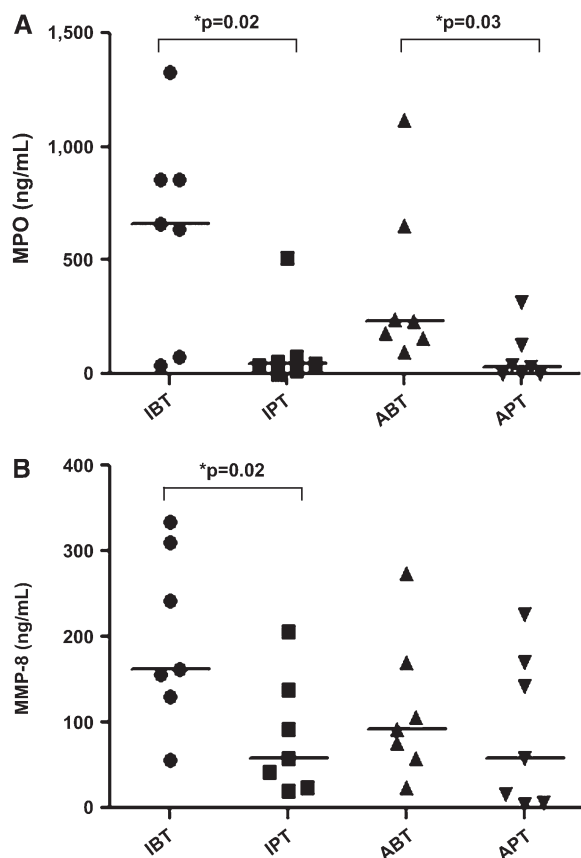 A
*p=0.02
*p=0.03
MPO (ng/mL)
1,500
1,000
500
0
IBT
IPT
ABT
APT
B
*p=0.02
MMP-8 (ng/mL)
400
300
200
100
0
IBT
IPT
ABT
APT